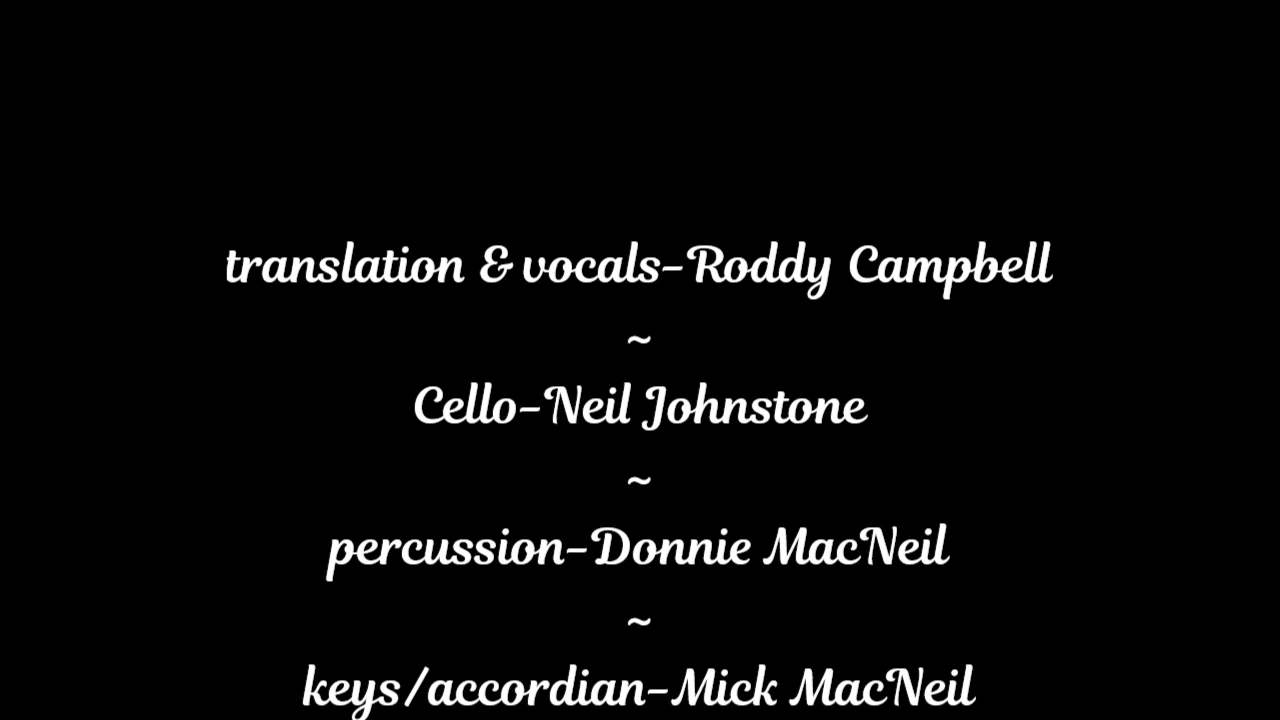 translation & vocals-Roddy Campbell
~
Cello-Neil Johnstone
~
percussion-Donnie MacNeil
~
keys/accordian-Mick MacNeil